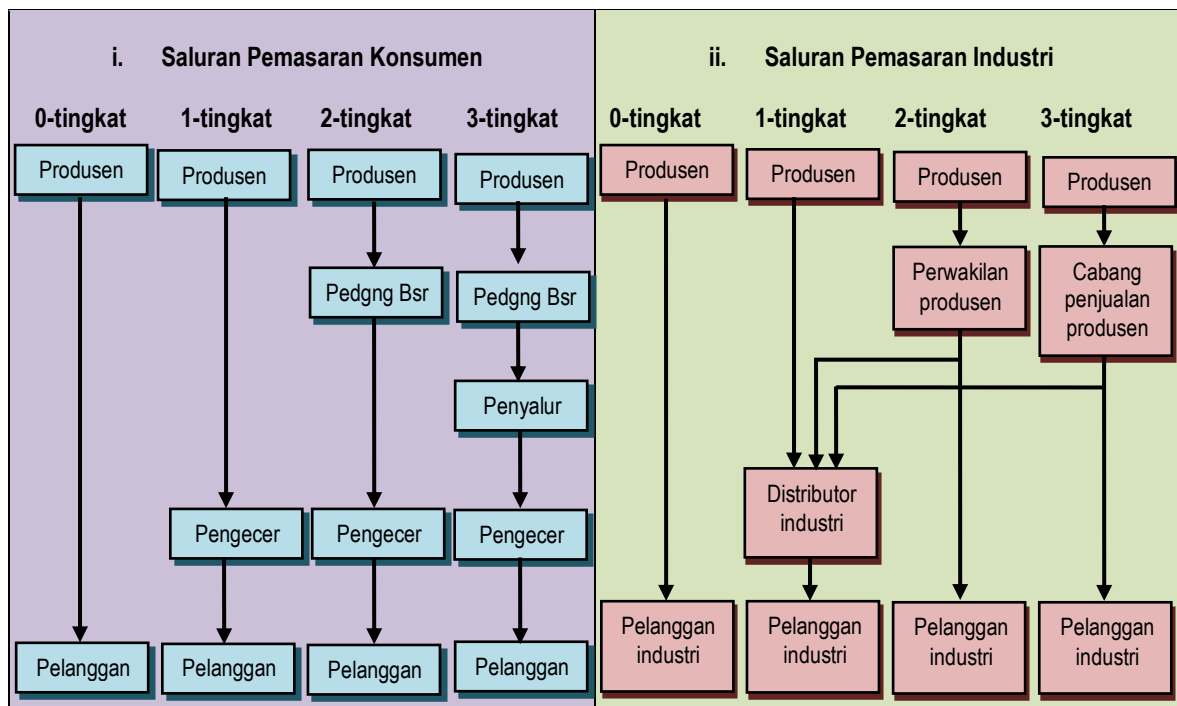 i. Saluran Pemasaran Konsumen
0-tingkat 1-tingkat 2-tingkat 3-tingkat
Produsen Produsen Produsen Produsen
Pedgng Bsr Pedgng Bsr
Penyalur
Pengecer Pengecer Pengecer
Pelanggan Pelanggan Pelanggan Pelanggan
ii. Saluran Pemasaran Industri
0-tingkat 1-tingkat 2-tingkat 3-tingkat
Produsen Produsen Produsen Produsen
Perwakilan
produsen
Cabang
penjualan
produsen
Distributor
industri
Pelanggan
industri
Pelanggan
industri
Pelanggan
industri
Pelanggan
industri